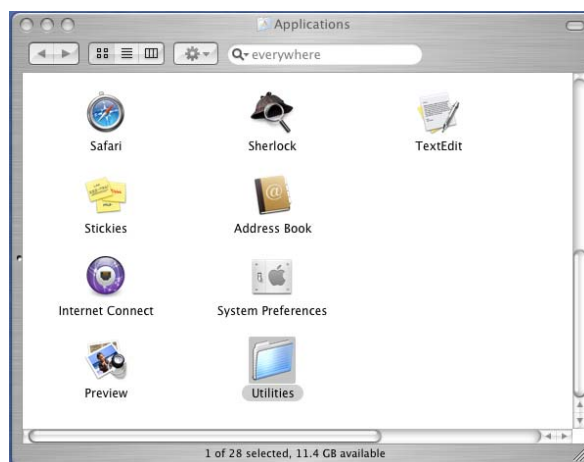 Applications
everywhere
Safari
Sherlock
TextEdit
Stickies
Address Book
Internet Connect
System Preferences
Preview
Utilities
1 of 28 selected, 11.4 GB available